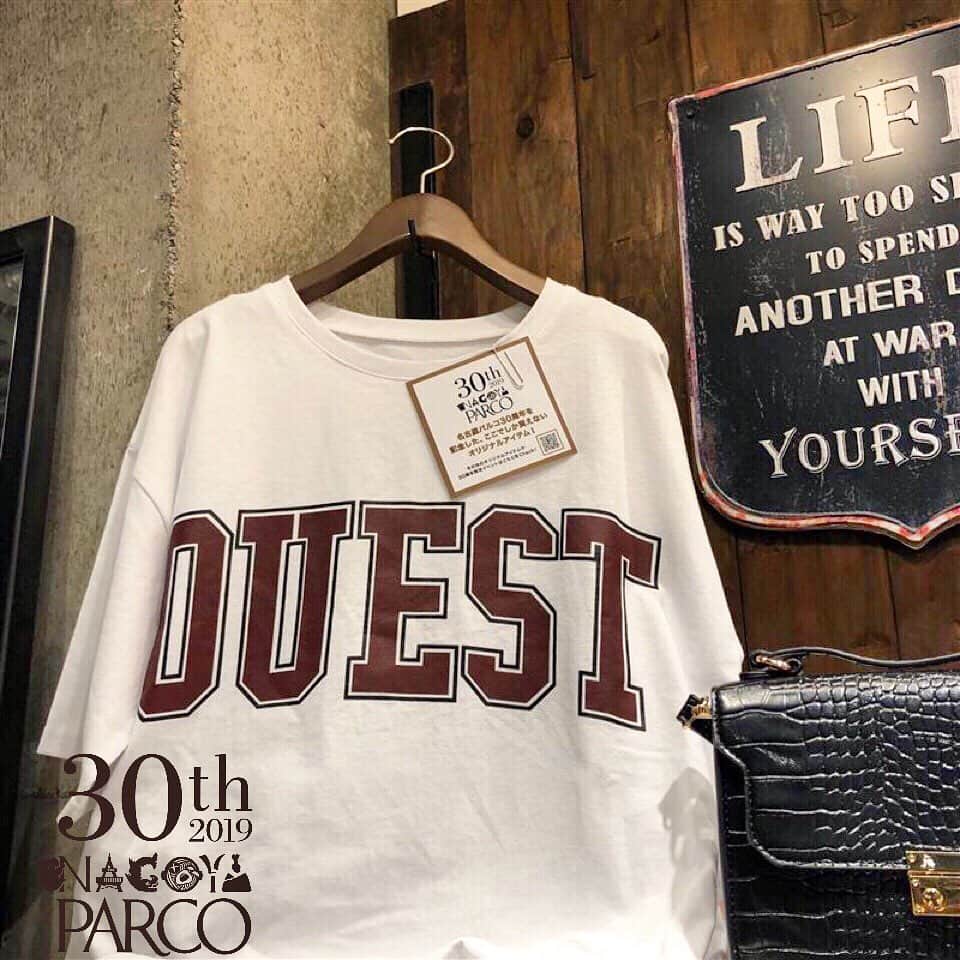 LIFE
IS WAY TOO S
TO SPEND
ANOTHER D
AT WAR
WITH
YOURSE
30th
2019
NAGOYA
PARCO
名古屋パルコ30周年を
記念した、ここでしか買えない
オリジナルアイテム！
OUEST
30th
2019
NAGOYA
PARCO